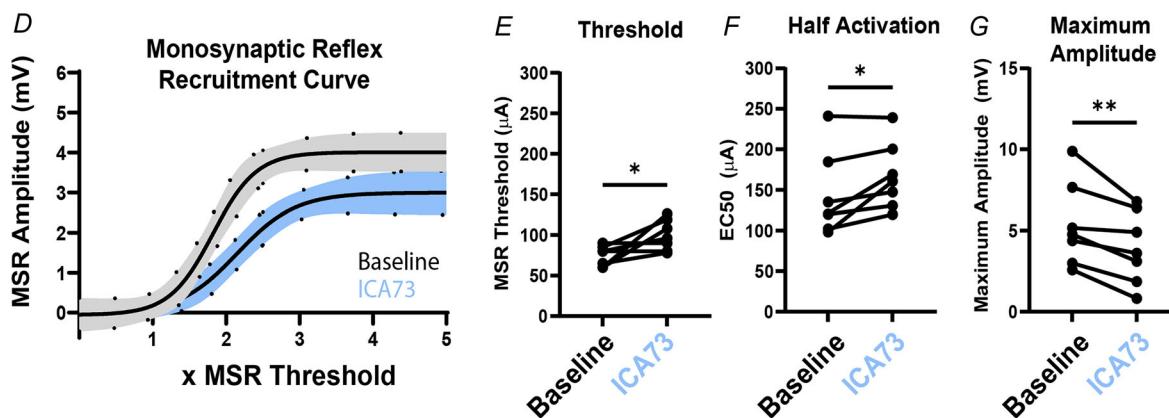 D
Monosynaptic Reflex
Recruitment Curve
MSR Amplitude (mV)
6
5
4
3
2
1
0
1 2 3 4 5
x MSR Threshold
Baseline
ICA73
E
Threshold
MSR Threshold (μA)
300
250
200
150
100
50
0
*
Baseline
ICA73
F
Half Activation
EC50 (μA)
300
250
200
150
100
50
0
*
Baseline
ICA73
G
Maximum
Amplitude
Maximum Amplitude (mV)
15
10
5
0
**
Baseline
ICA73